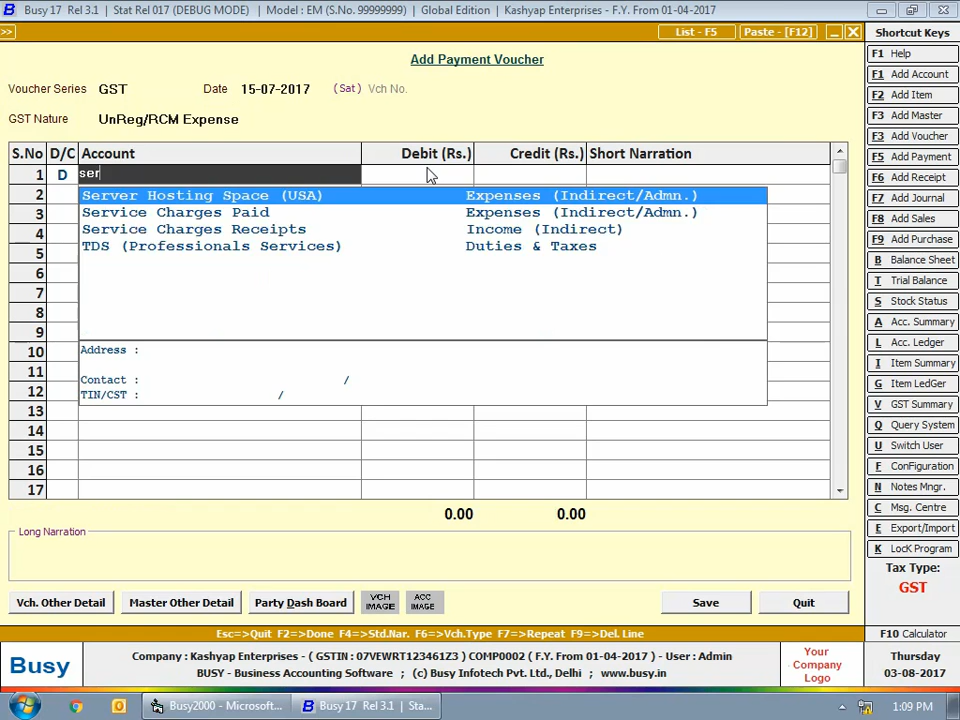 Busy 17 Rel 3.1 | Stat Rel 017 (DEBUG MODE) | Model : EM (S.No. 99999999) | Global Edition | Kashyap Enterprises - F.Y. From 01-04-2017
>> List - F5 Paste - [F12]
Add Payment Voucher
Voucher Series GST Date 15-07-2017 (Sat) Vch No.
GST Nature UnReg/RCM Expense
S.No D/C Account Debit (Rs.) Credit (Rs.) Short Narration
1 D ser
2 Server Hosting Space (USA) Expenses (Indirect/Admn.)
3 Service Charges Paid Expenses (Indirect/Admn.)
4 Service Charges Receipts Income (Indirect)
5 TDS (Professionals Services) Duties & Taxes
6
7
8
9
10 Address :
11
Contact : /
12 TIN/CST : /
13
14
15
16
17
0.00 0.00
Long Narration
Vch. Other Detail Master Other Detail Party Dash Board VCH IMAGE ACC IMAGE Save Quit
Esc=>Quit F2=>Done F4=>Std.Nar. F6=>Vch.Type F7=>Repeat F9=>Del. Line
Busy
Company : Kashyap Enterprises - ( GSTIN : 07VEWRT123461Z3 ) COMP0002 ( F.Y. From 01-04-2017 ) - User : Admin
BUSY - Business Accounting Software ; (c) Busy Infotech Pvt. Ltd., Delhi ; www.busy.in
Your
Company
Logo
Shortcut Keys
F1 Help
F1 Add Account
F2 Add Item
F3 Add Master
F3 Add Voucher
F5 Add Payment
F6 Add Receipt
F7 Add Journal
F8 Add Sales
F9 Add Purchase
B Balance Sheet
T Trial Balance
S Stock Status
A Acc. Summary
L Acc. Ledger
I Item Summary
G Item LedGer
V GST Summary
Q Query System
U Switch User
F ConFiguration
N Notes Mngr.
C Msg. Centre
E Export/Import
K LocK Program
Tax Type:
GST
F10 Calculator
Thursday
03-08-2017
Busy2000 - Microsoft... Busy 17 Rel 3.1 | Sta... 1:09 PM